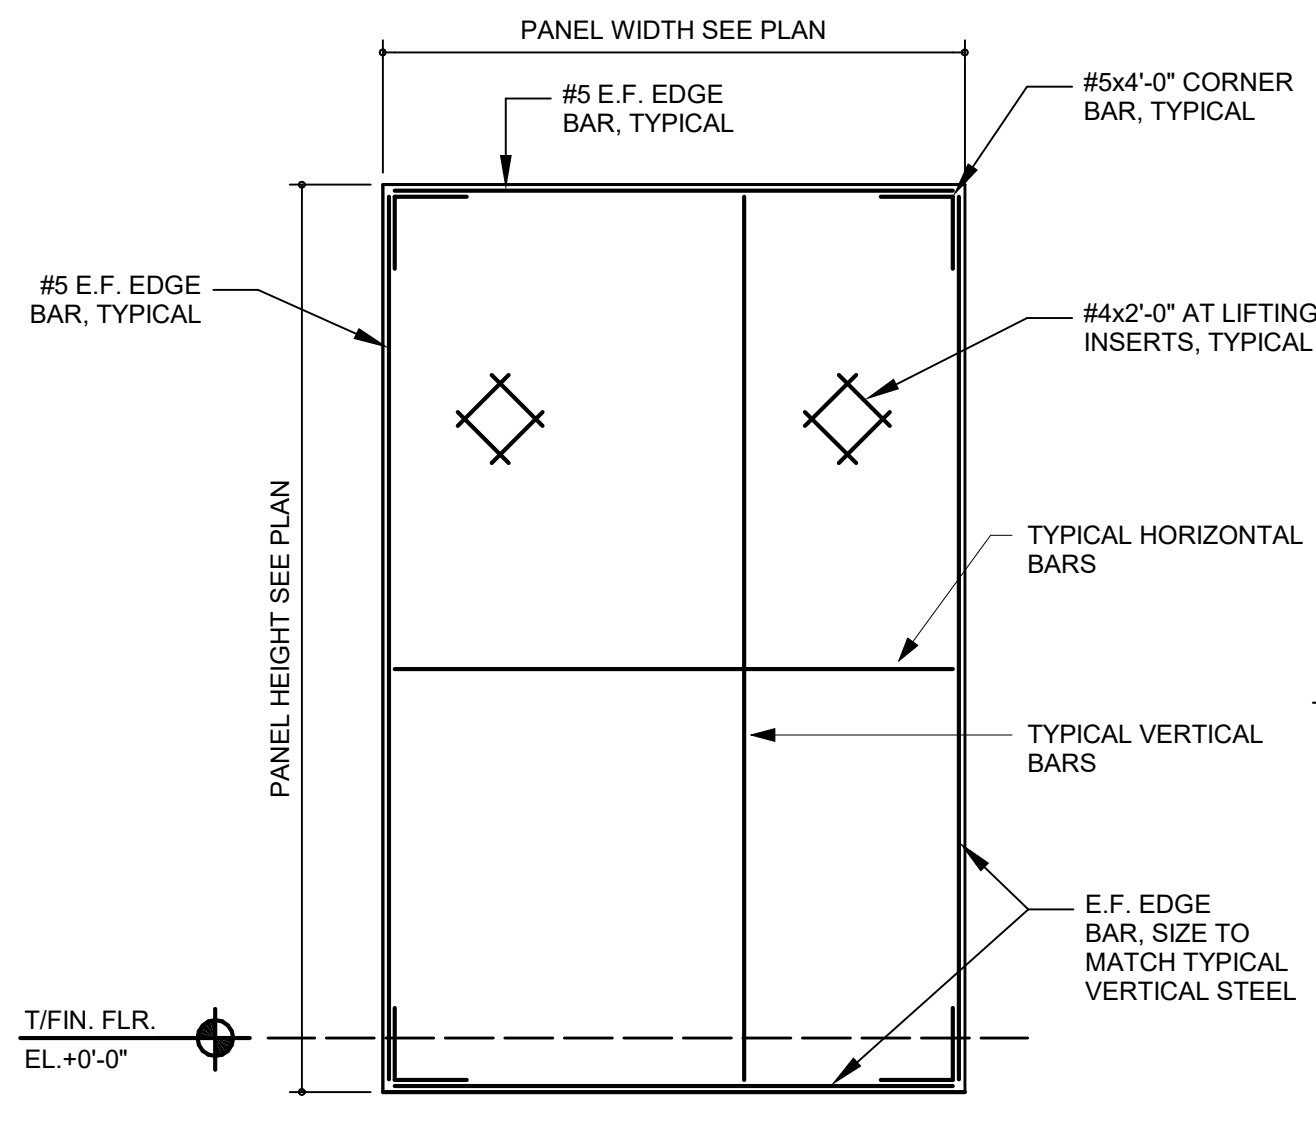 PANEL WIDTH SEE PLAN
#5 E.F. EDGE
BAR, TYPICAL
#5x4'-0" CORNER
BAR, TYPICAL
#5 E.F. EDGE
BAR, TYPICAL
#4x2'-0" AT LIFTING
INSERTS, TYPICAL
PANEL HEIGHT SEE PLAN
TYPICAL HORIZONTAL
BARS
TYPICAL VERTICAL
BARS
E.F. EDGE
BAR, SIZE TO
MATCH TYPICAL
VERTICAL STEEL
T/FIN. FLR.
EL.+0'-0"